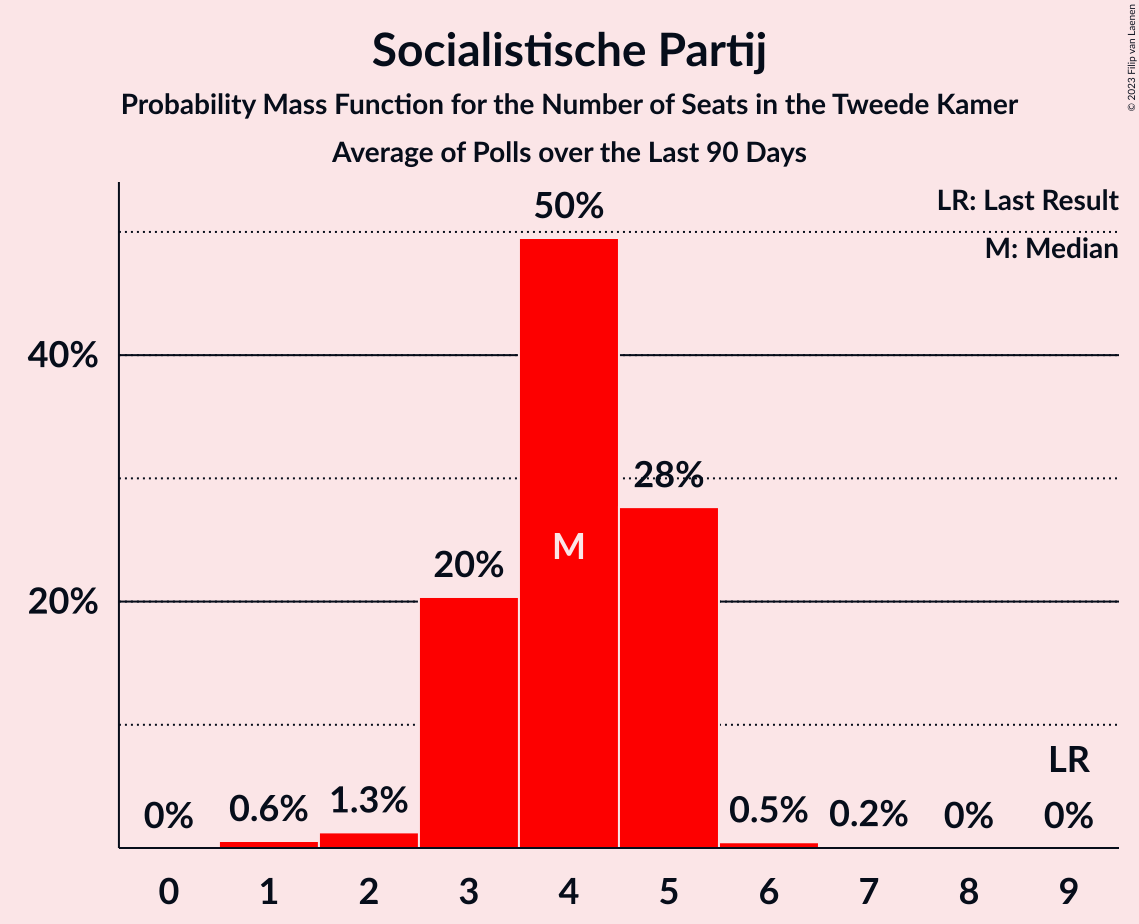 Socialistische Partij
Probability Mass Function for the Number of Seats in the Tweede Kamer
Average of Polls over the Last 90 Days
© 2023 Filip van Laenen
LR: Last Result
M: Median
50%
40%
28%
M
20%
20%
LR
0%
0.6%
1.3%
0.5%
0.2%
0%
0%
0 1 2 3 4 5 6 7 8 9